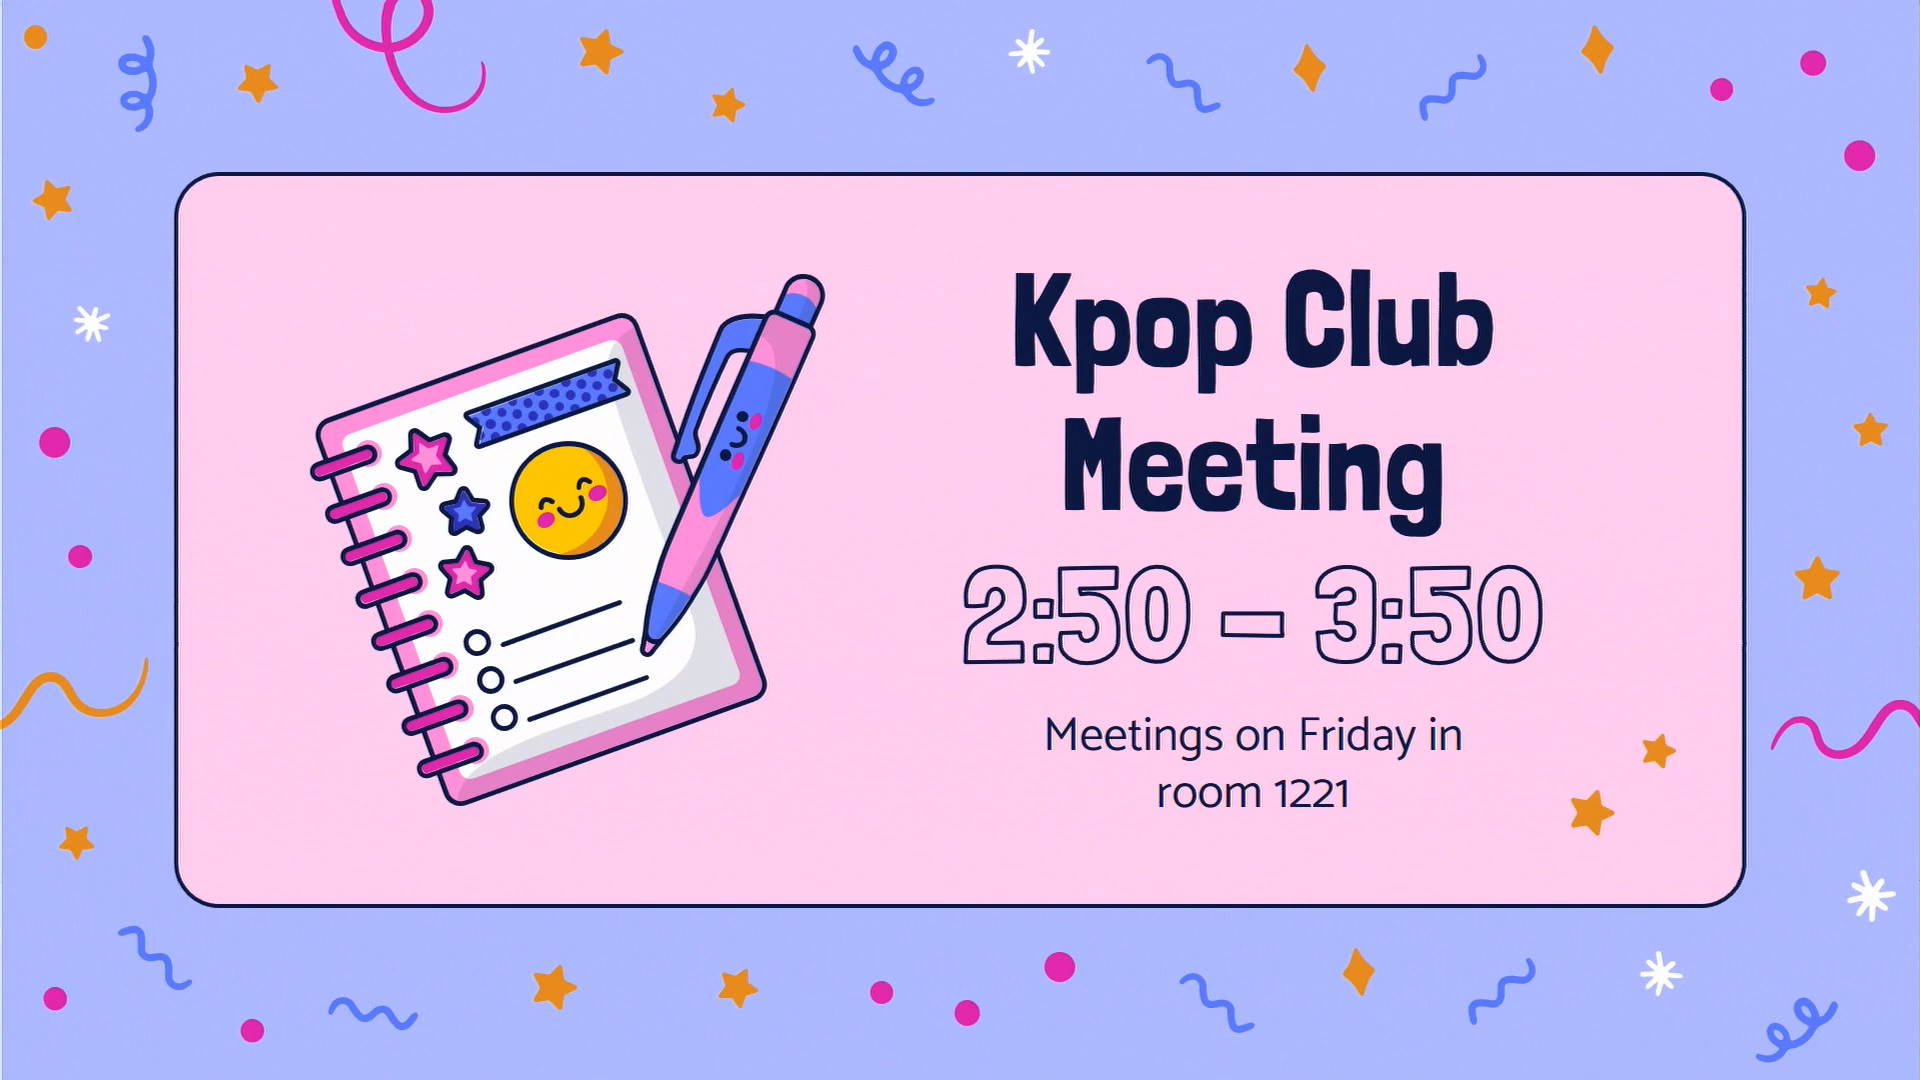 Kpop Club
Meeting
2:50 – 3:50
Meetings on Friday in
room 1221